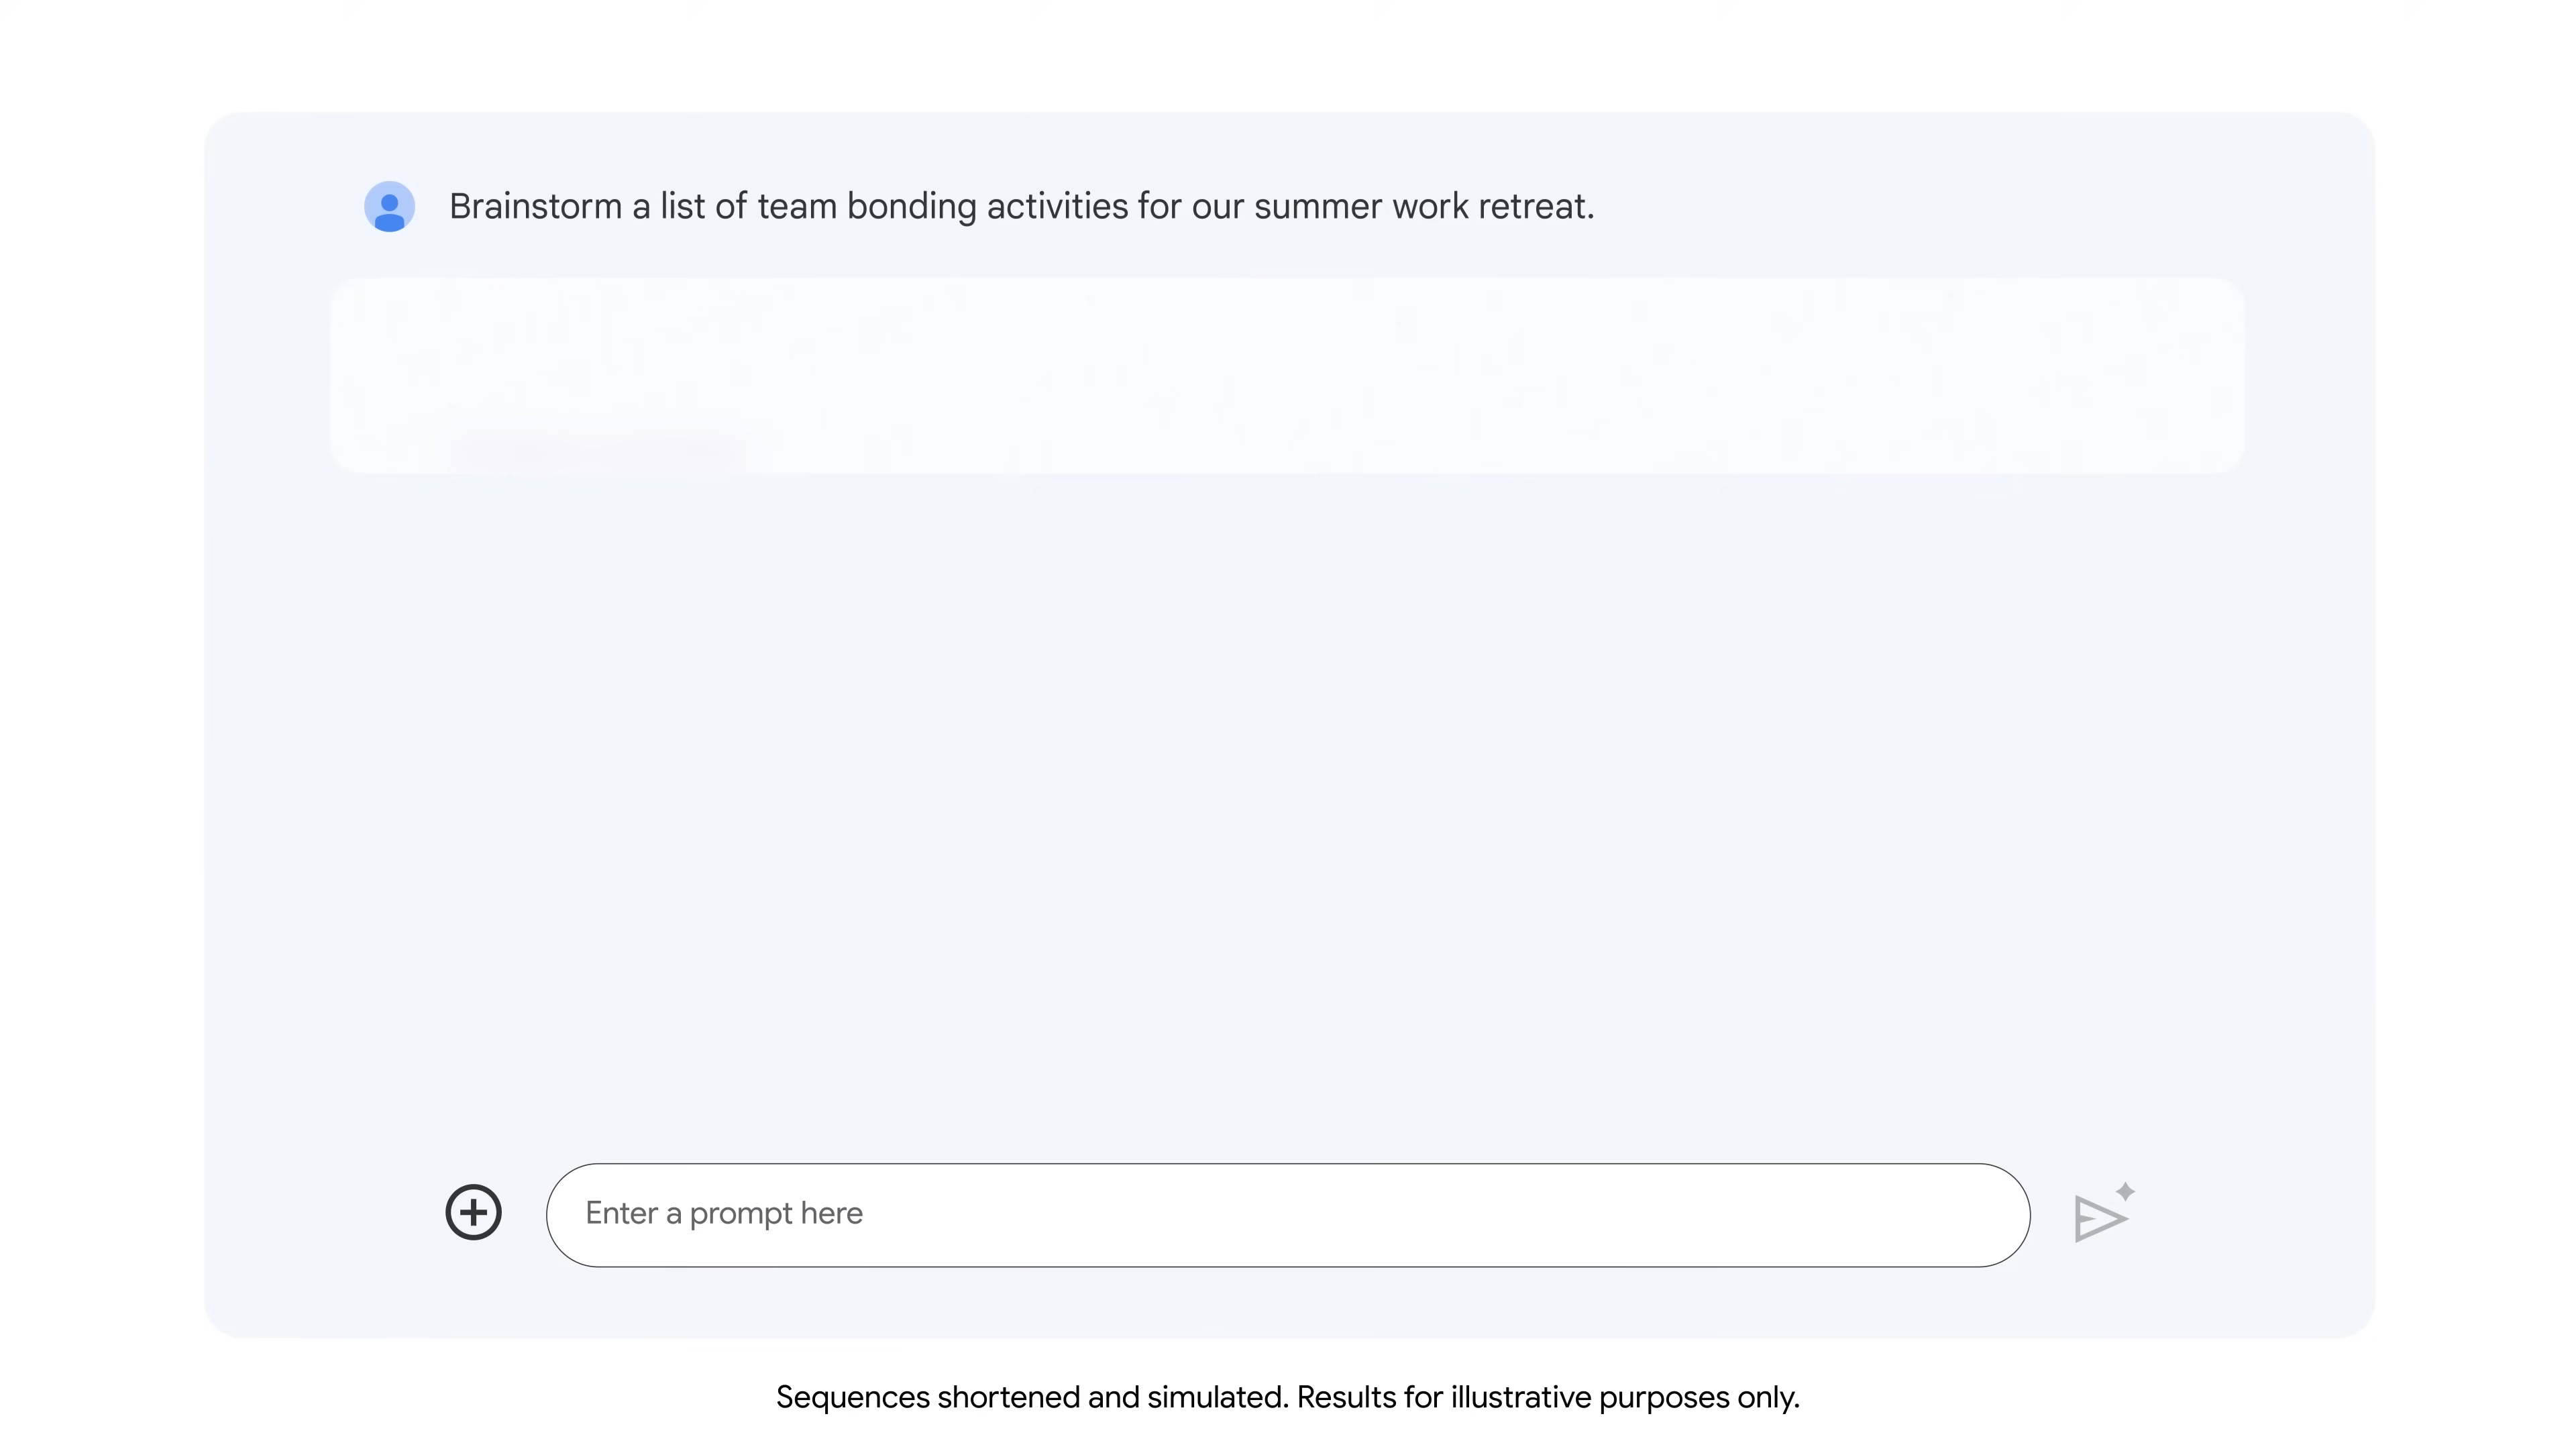 Brainstorm a list of team bonding activities for our summer work retreat.
Enter a prompt here
Sequences shortened and simulated. Results for illustrative purposes only.